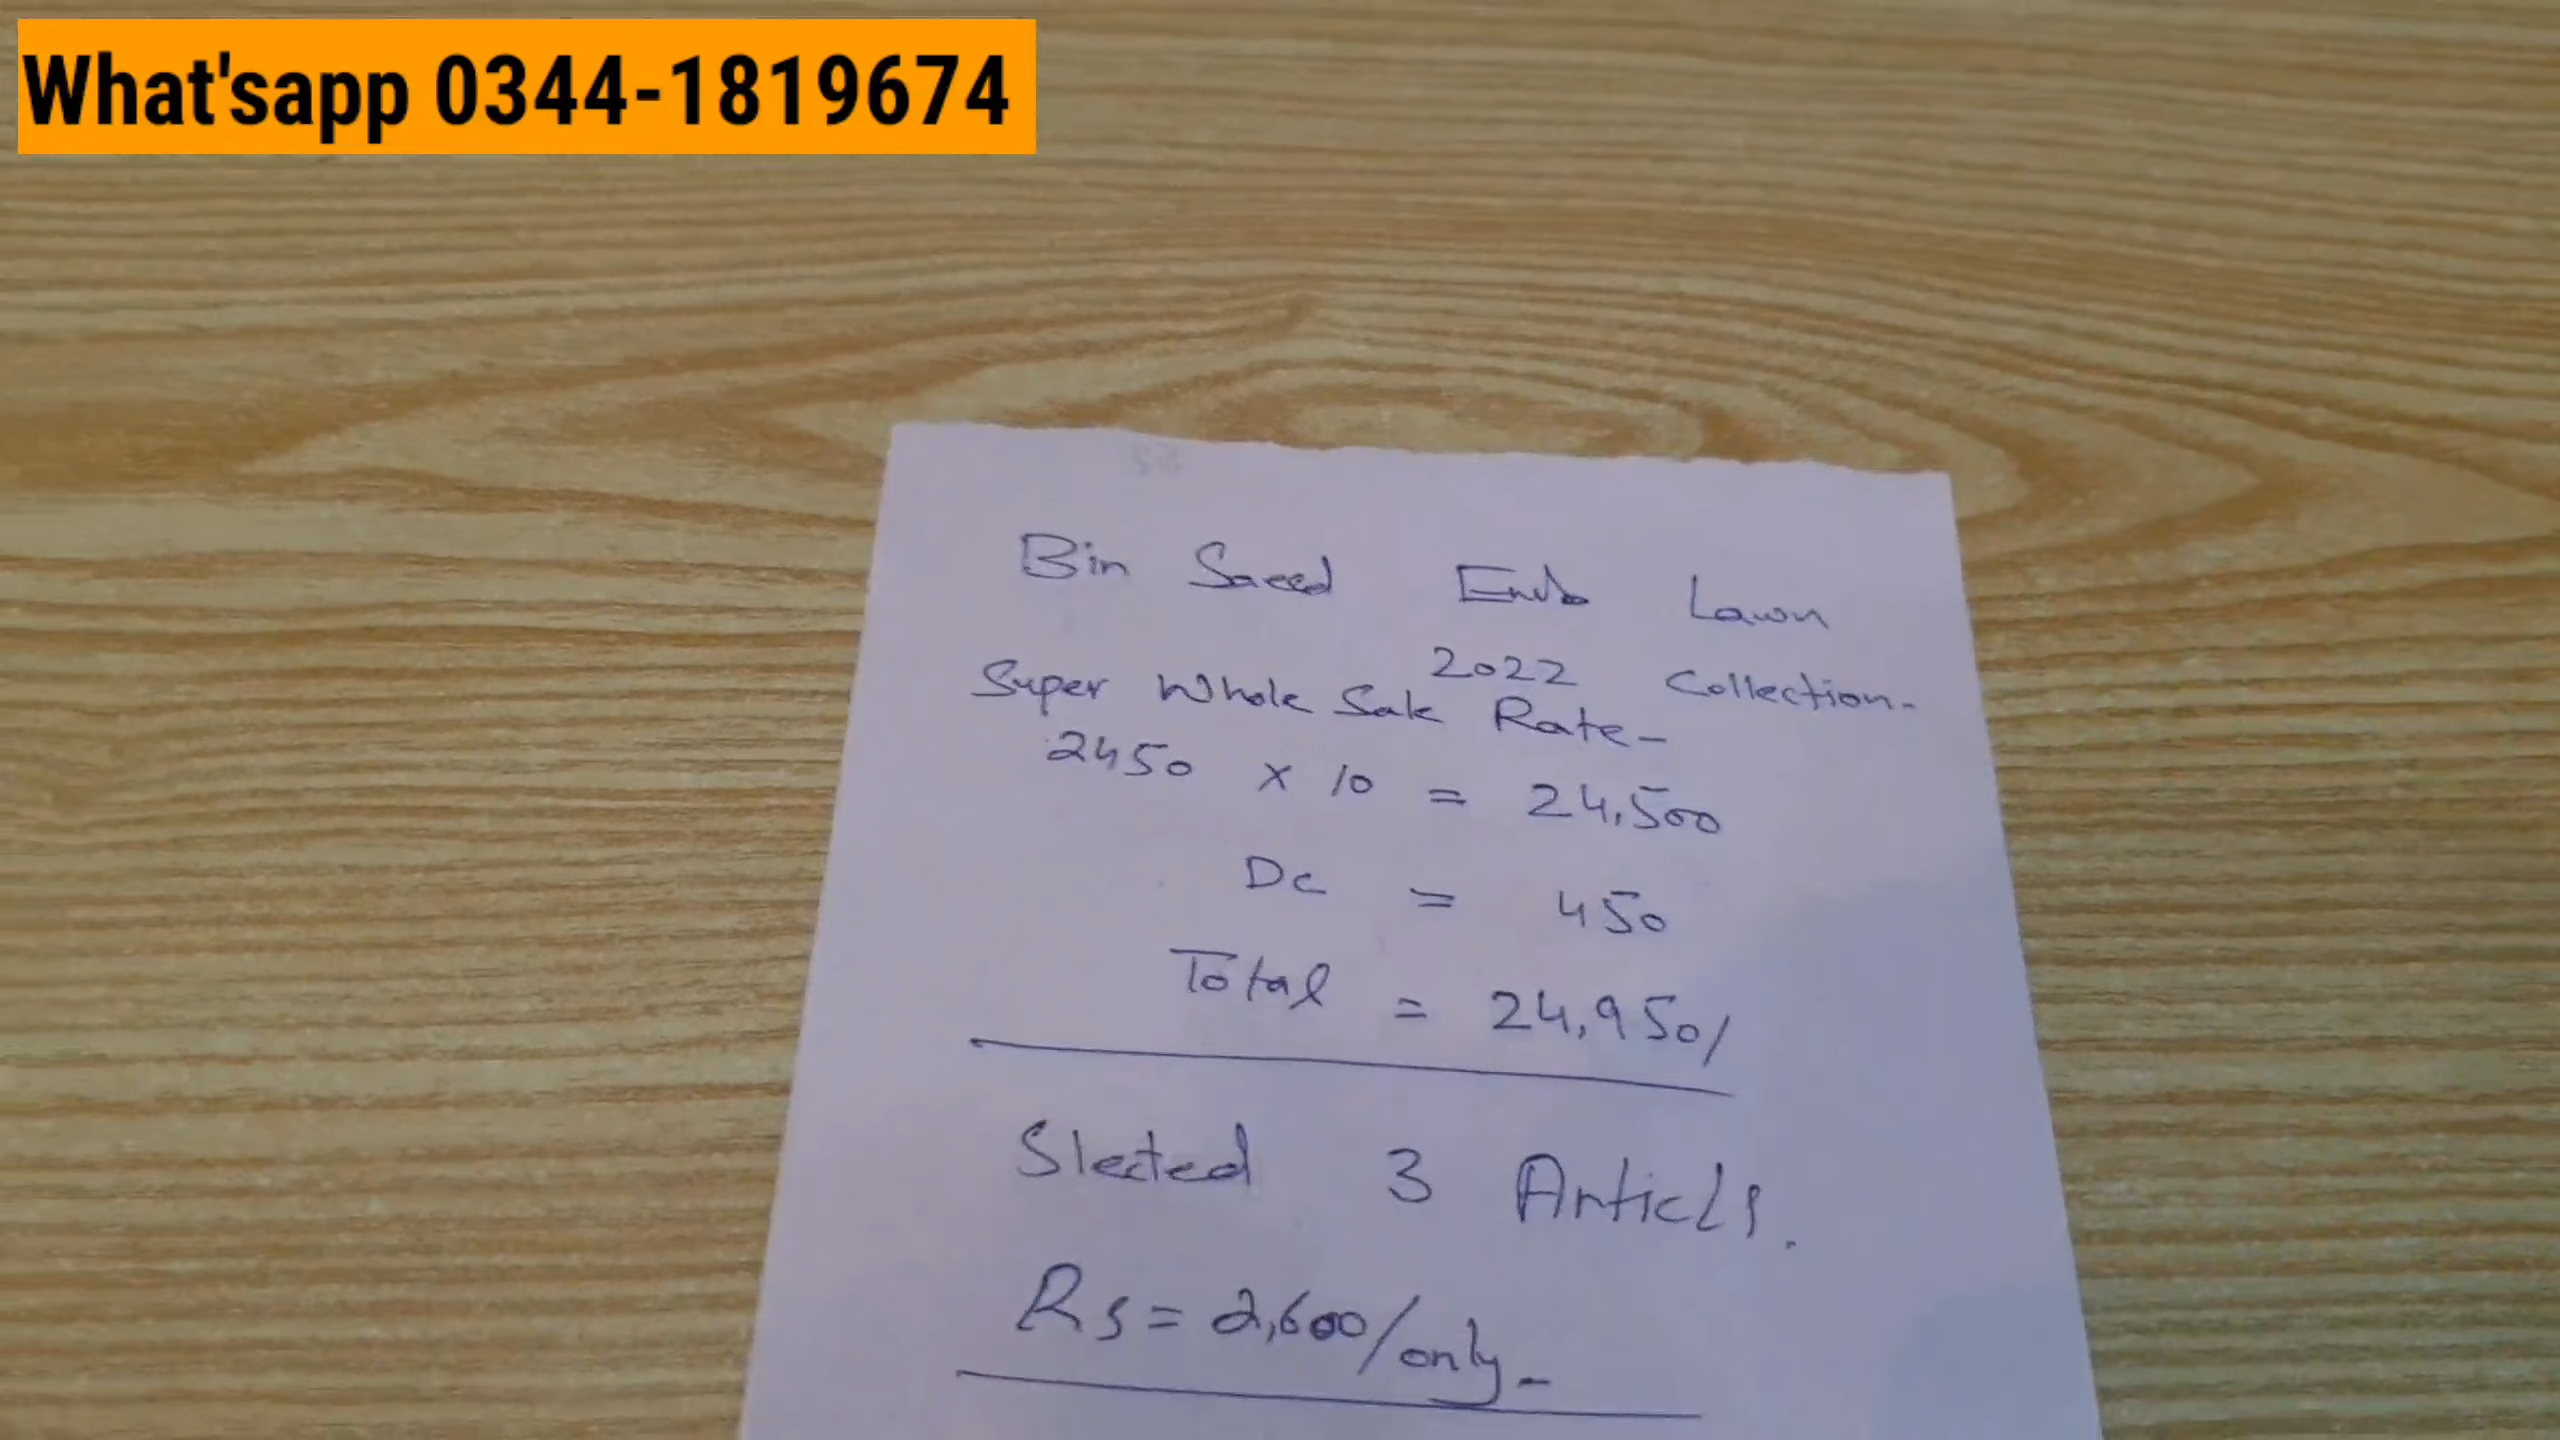 What'sapp 0344-1819674
Bin Saeed Emb Lawn
2022 Collection-
Super Whole Sale Rate-
2450 x 10 = 24,500
Dc = 450
Total = 24,950/
Slected 3 Articls.
Rs = 2,600/only-